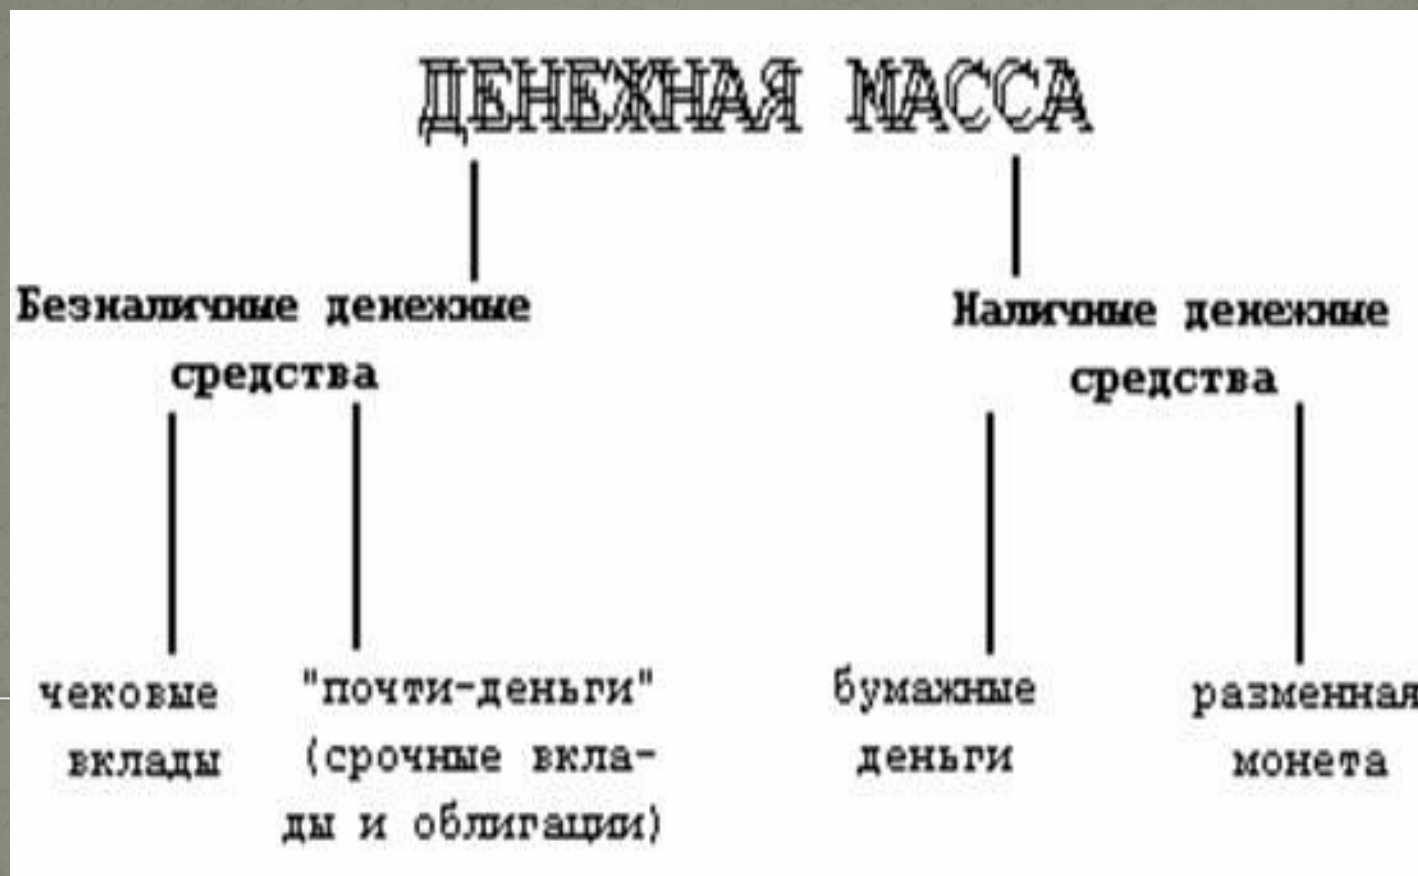 ДЕНЕЖНАЯ МАССА
Безналичные денежные
средства
Наличные денежные
средства
чековые
вклады
"почти-деньги"
(срочные вкла-
ды и облигации)
бумажные
деньги
разменная
монета